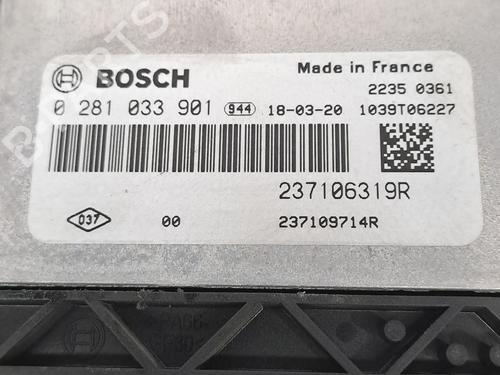 BOSCH
Made in France
2235 0361
0 281 033 901 944 18-03-20 1039T06227
237106319R
037 00 237109714R
PARTS